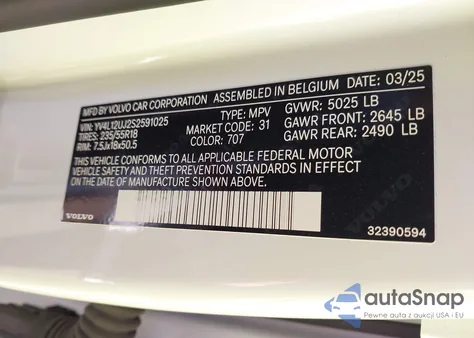 MFD BY VOLVO CAR CORPORATION ASSEMBLED IN BELGIUM DATE: 03/25
VIN: YV4L12UJ2S2591025 TYPE: MPV GVWR: 5025 LB
TIRES: 235/55R18 MARKET CODE: 31 GAWR FRONT: 2645 LB
RIM: 7.5Jx18x50.5 COLOR: 707 GAWR REAR: 2490 LB
THIS VEHICLE CONFORMS TO ALL APPLICABLE FEDERAL MOTOR
VEHICLE SAFETY AND THEFT PREVENTION STANDARDS IN EFFECT
ON THE DATE OF MANUFACTURE SHOWN ABOVE.
VOLVO
VOLVO
32390594
autoSnap
Pewne auta z aukcji USA i EU